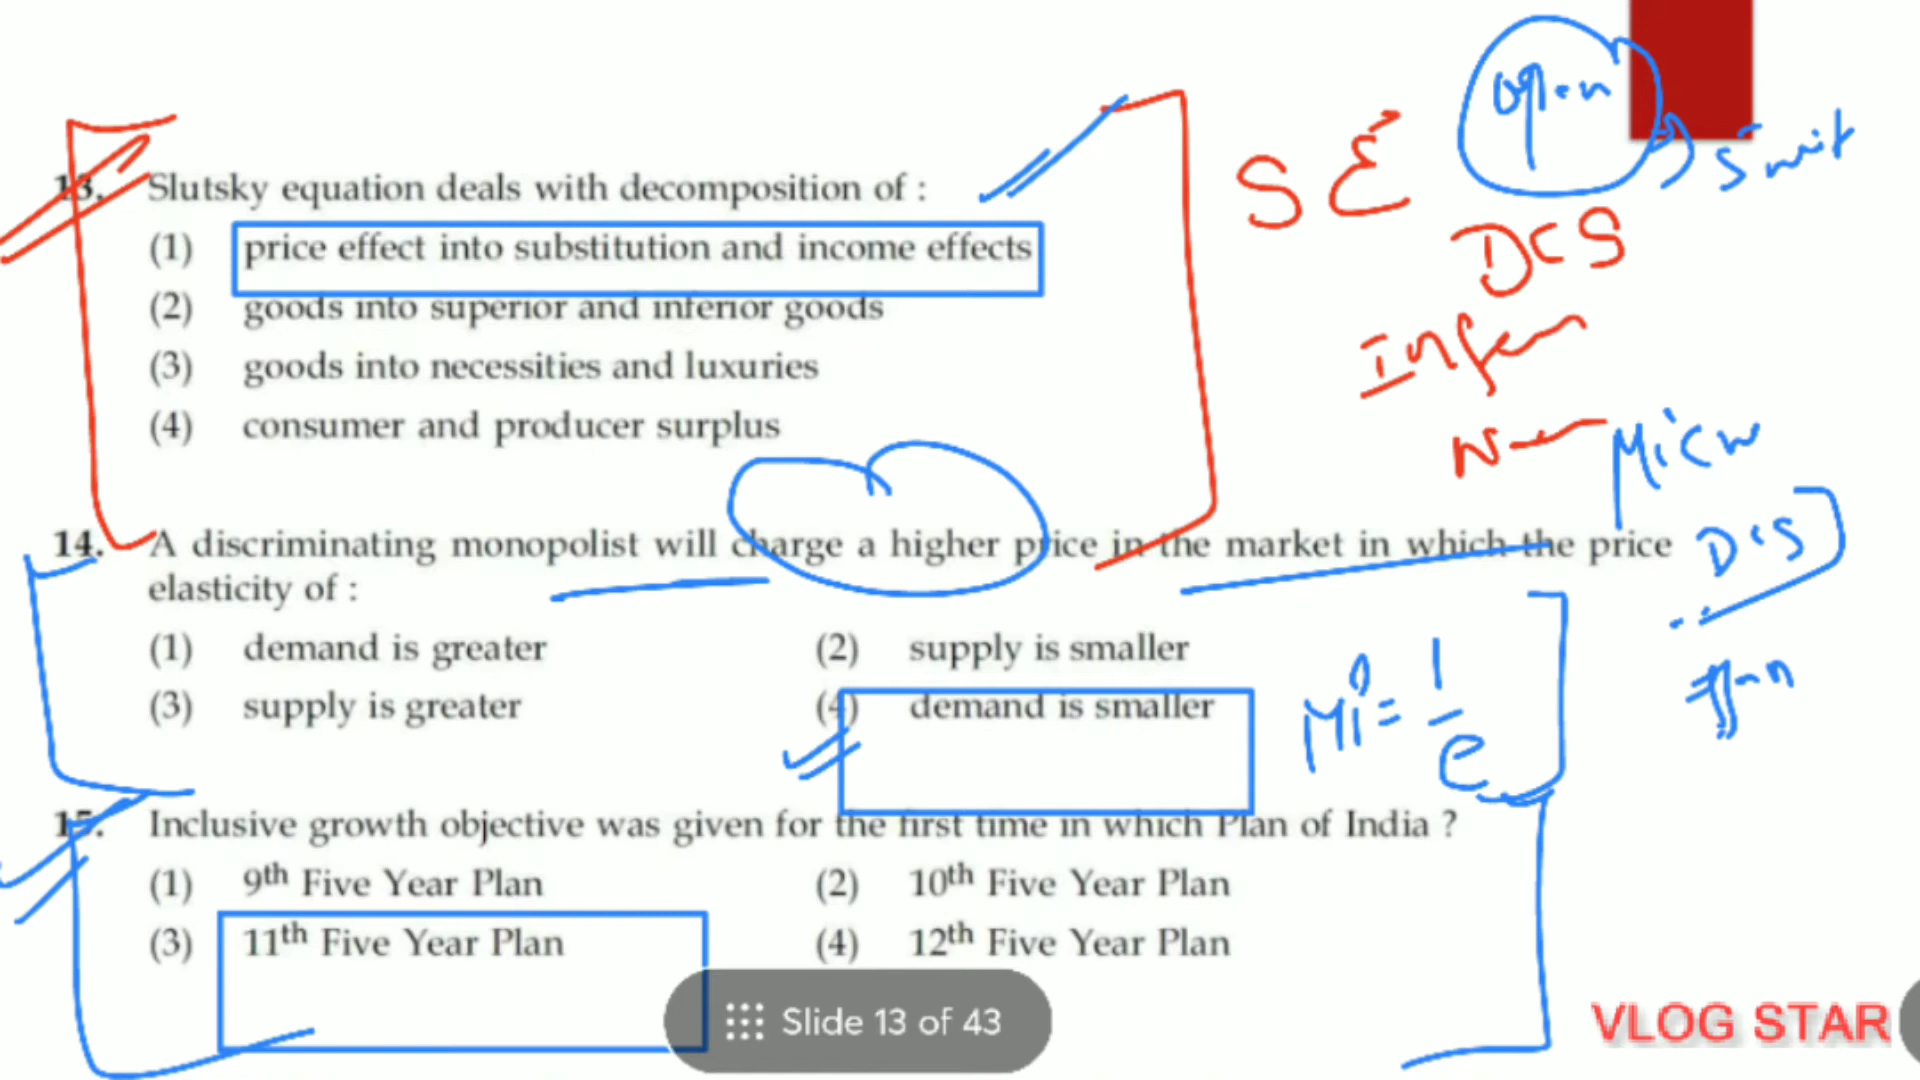 13. Slutsky equation deals with decomposition of :
(1) price effect into substitution and income effects
(2) goods into superior and inferior goods
(3) goods into necessities and luxuries
(4) consumer and producer surplus
S E
open
DCS
Micro
DCS
14. A discriminating monopolist will charge a higher price in the market in which the price
elasticity of :
(1) demand is greater (2) supply is smaller
(3) supply is greater (4) demand is smaller
15. Inclusive growth objective was given for the first time in which Plan of India ?
(1) 9th Five Year Plan (2) 10th Five Year Plan
(3) 11th Five Year Plan (4) 12th Five Year Plan
Slide 13 of 43
VLOG STAR